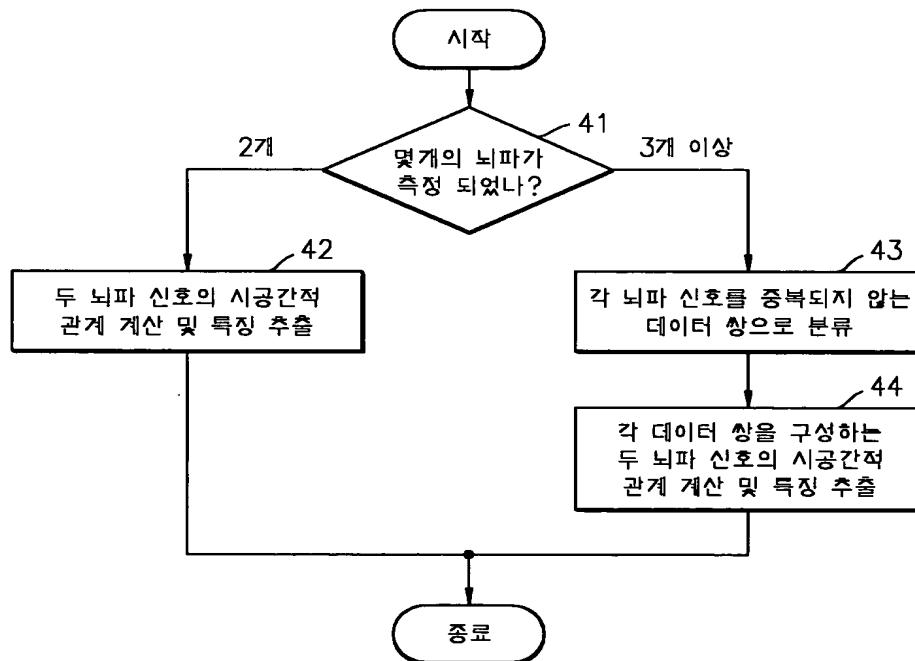 시작
41
몇개의 뇌파가
측정 되었나?
2개
3개 이상
42
두 뇌파 신호의 시공간적
관계 계산 및 특징 추출
43
각 뇌파 신호를 중복되지 않는
데이터 쌍으로 분류
44
각 데이터 쌍을 구성하는
두 뇌파 신호의 시공간적
관계 계산 및 특징 추출
종료